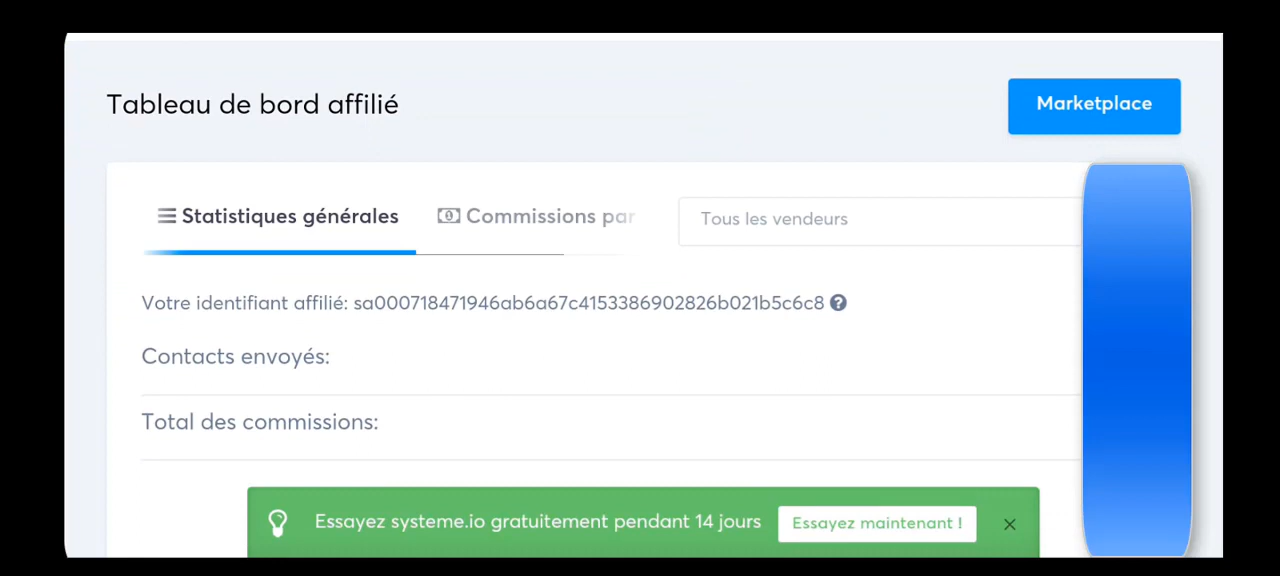 Tableau de bord affilié
Marketplace
Statistiques générales
Commissions par
Tous les vendeurs
Votre identifiant affilié: sa000718471946ab6a67c4153386902826b021b5c6c8
Contacts envoyés:
Total des commissions:
Essayez systeme.io gratuitement pendant 14 jours
Essayez maintenant !